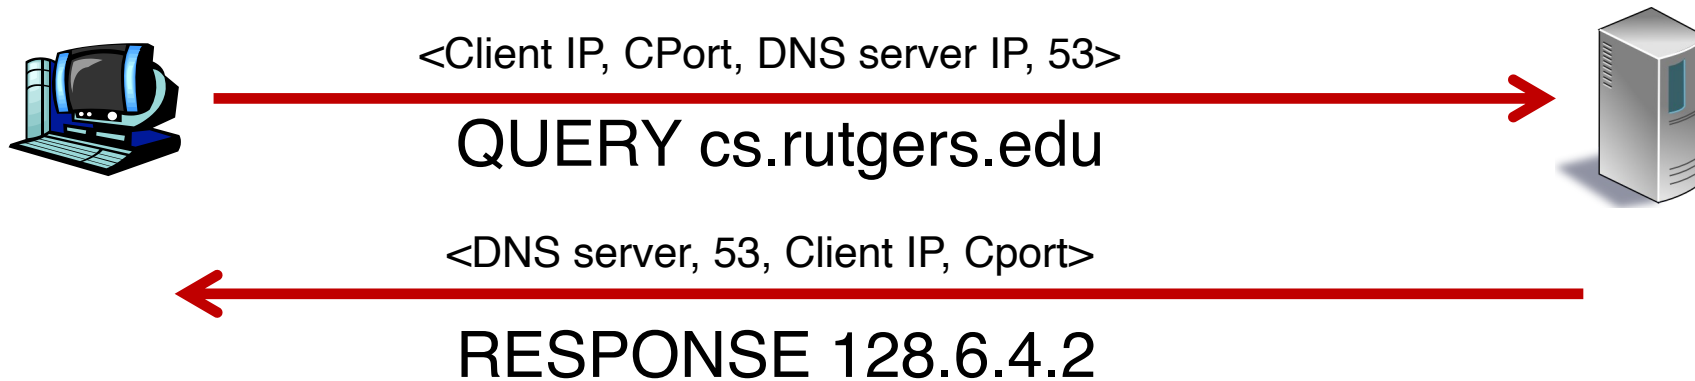 <Client IP, CPort, DNS server IP, 53>
QUERY cs.rutgers.edu
<DNS server, 53, Client IP, Cport>
RESPONSE 128.6.4.2